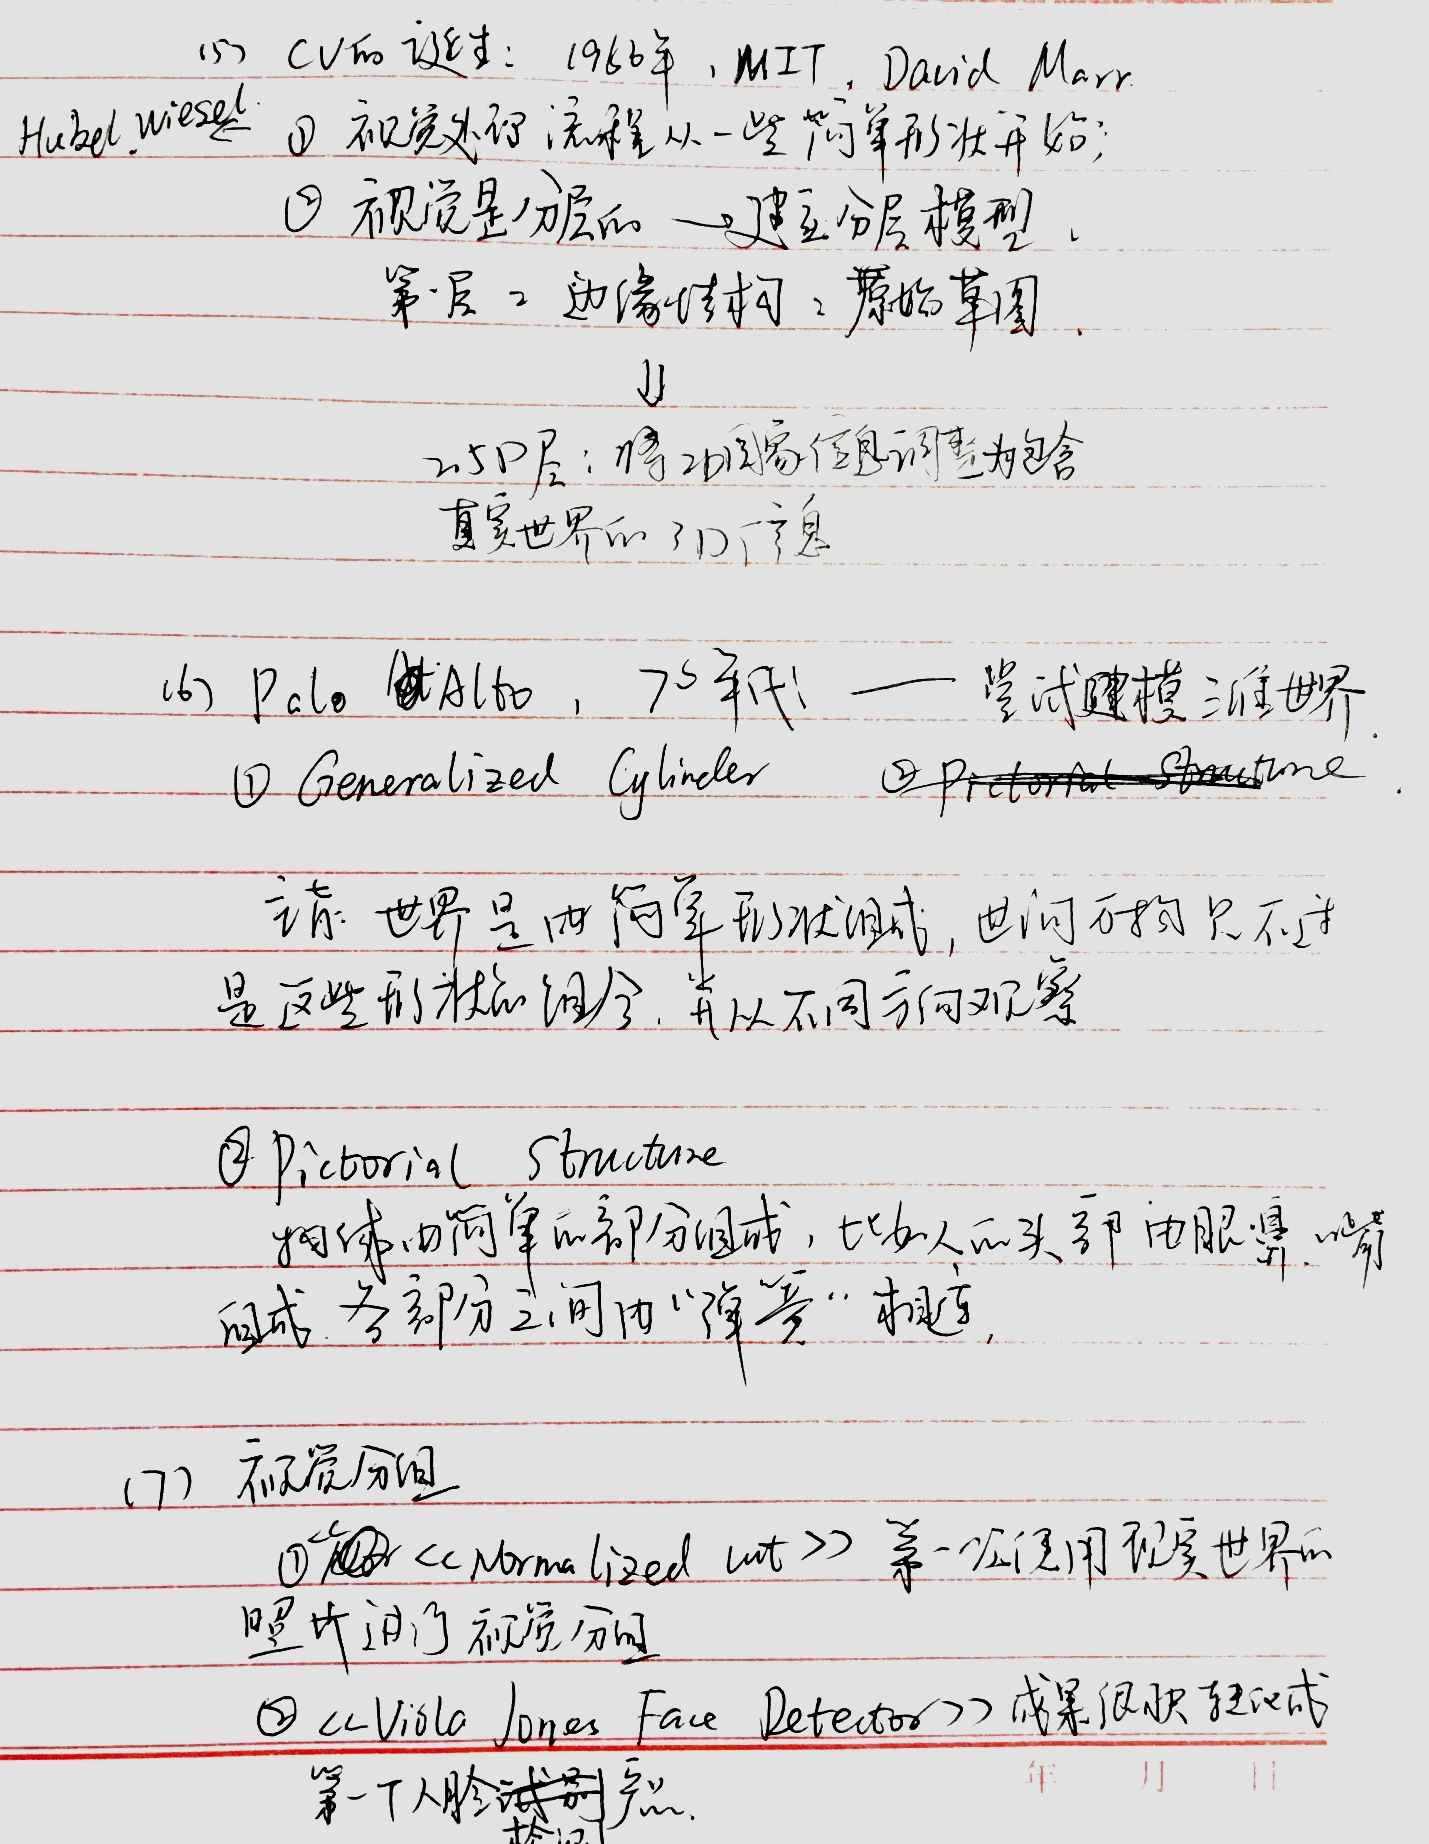 (5) CV的诞生: 1966年, MIT, David Marr
Hubel. Wiesel
① 视觉处理流程从一些简单形状开始;
② 视觉是分层的 → 建立分层模型.
第一层: 边缘结构: 原始草图.
⇓
2.5D层: 将2D图象信息调整为包含
真实世界的3D信息
(6) Palo Alto, 70年代 —— 尝试建模三维世界.
① Generalized Cylinder ② Pictorial Structure
言: 世界是由简单形状组成, 世间万物只不过
是这些形状的组合, 并从不同方向观察
② Pictorial Structure
物体由简单的部分组成, 比如人的头部由眼.鼻.嘴
组成. 各部分之间由“弹簧”相连,
(7) 视觉分组
① <<Normalized cut>> 第一次使用现实世界的
照片进行视觉分组
② <<Viola Jones Face Detector>> 成果很快转化成
年 月 日
第一个人脸识别产品.
检测